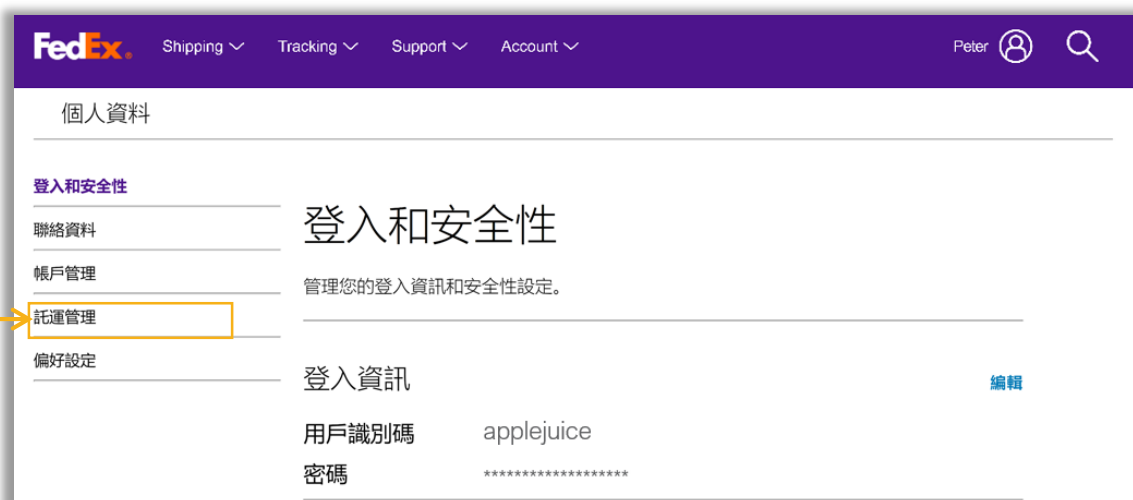 FedEx. Shipping Tracking Support Account Peter
個人資料
登入和安全性
聯絡資料
帳戶管理
託運管理
偏好設定
登入和安全性
管理您的登入資訊和安全性設定。
登入資訊 編輯
用戶識別碼 applejuice
密碼 *******************